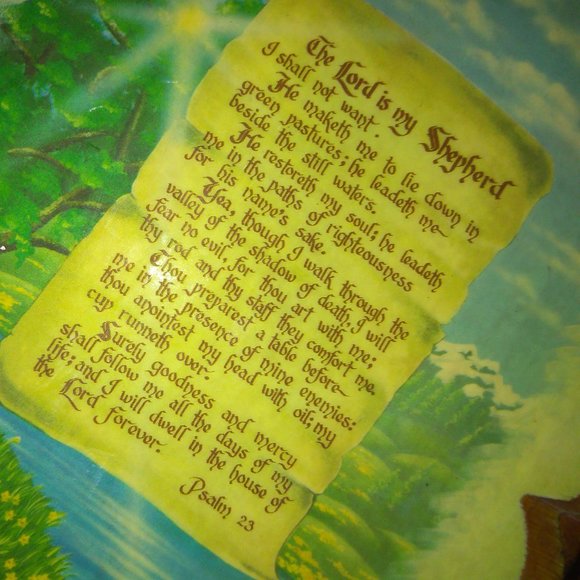 The Lord is my Shepherd
I shall not want.
He maketh me to lie down in
green pastures; he leadeth me
beside the still waters.
He restoreth my soul; he leadeth
me in the paths of righteousness
for his name's sake.
Yea, though I walk through the
valley of the shadow of death, I will
fear no evil, for thou art with me;
thy rod and thy staff they comfort me.
Thou preparest a table before
me in the presence of mine enemies:
thou anointest my head with oil; my
cup runneth over.
Surely goodness and mercy
shall follow me all the days of my
life; and I will dwell in the house of
the Lord forever.
Psalm 23